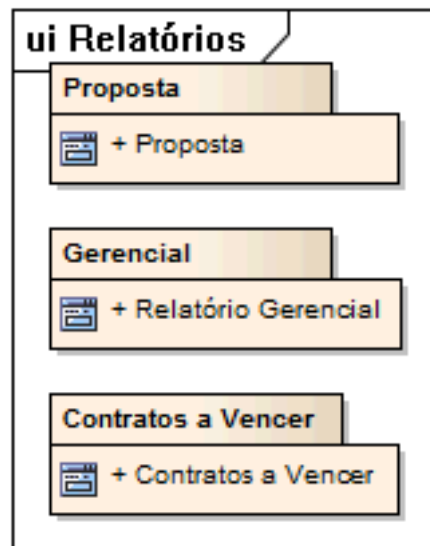 ui Relatórios
Proposta
+ Proposta
Gerencial
+ Relatório Gerencial
Contratos a Vencer
+ Contratos a Vencer